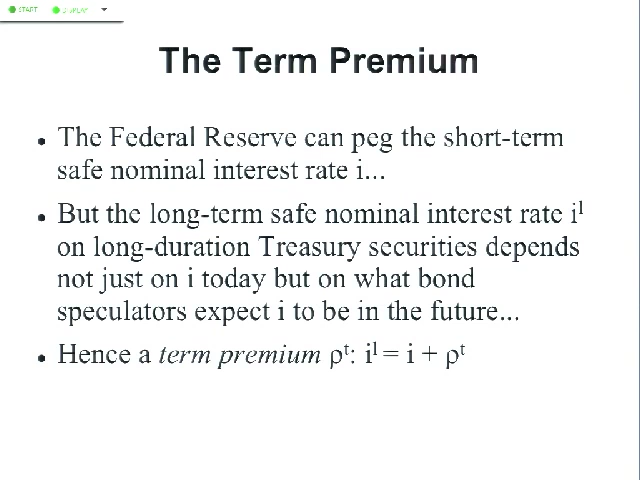 START DISPLAY
The Term Premium
• The Federal Reserve can peg the short-term
safe nominal interest rate i...
• But the long-term safe nominal interest rate iˡ
on long-duration Treasury securities depends
not just on i today but on what bond
speculators expect i to be in the future...
• Hence a term premium ρᵗ: iˡ = i + ρᵗ